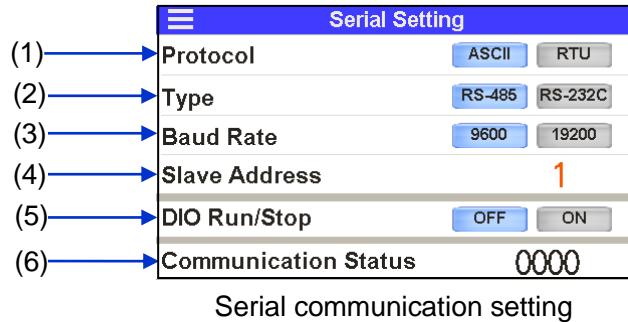 Serial Setting
(1) Protocol ASCII RTU
(2) Type RS-485 RS-232C
(3) Baud Rate 9600 19200
(4) Slave Address 1
(5) DIO Run/Stop OFF ON
(6) Communication Status 0000
Serial communication setting